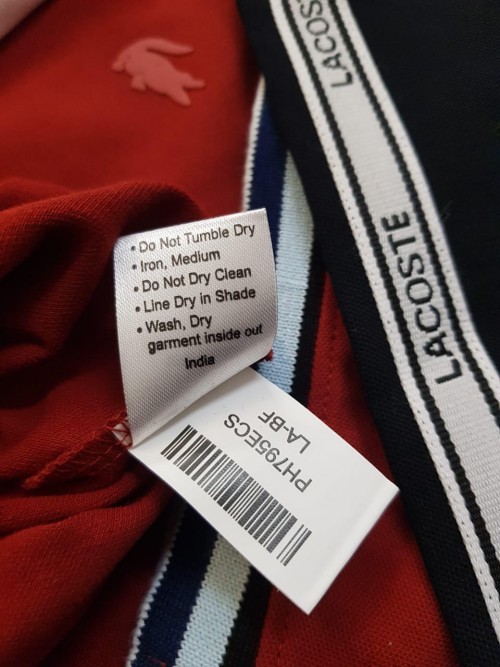 LACOS
LACOSTE
• Do Not Tumble Dry
• Iron, Medium
• Do Not Dry Clean
• Line Dry in Shade
• Wash, Dry
garment inside out
India
PH795ECS
LA-BF